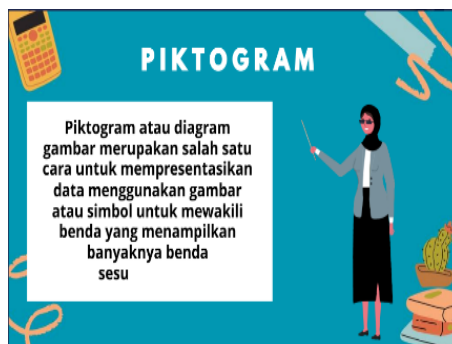 PIKTOGRAM
Piktogram atau diagram
gambar merupakan salah satu
cara untuk mempresentasikan
data menggunakan gambar
atau simbol untuk mewakili
benda yang menampilkan
banyaknya benda
sesu